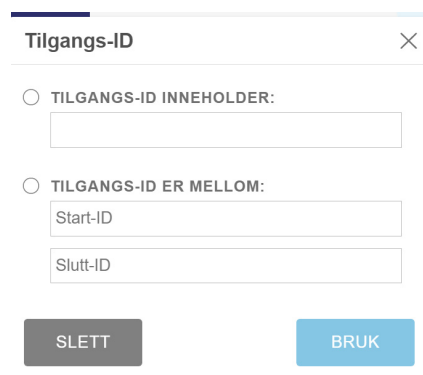 Tilgangs-ID
TILGANGS-ID INNEHOLDER:
TILGANGS-ID ER MELLOM:
Start-ID
Slutt-ID
SLETT
BRUK